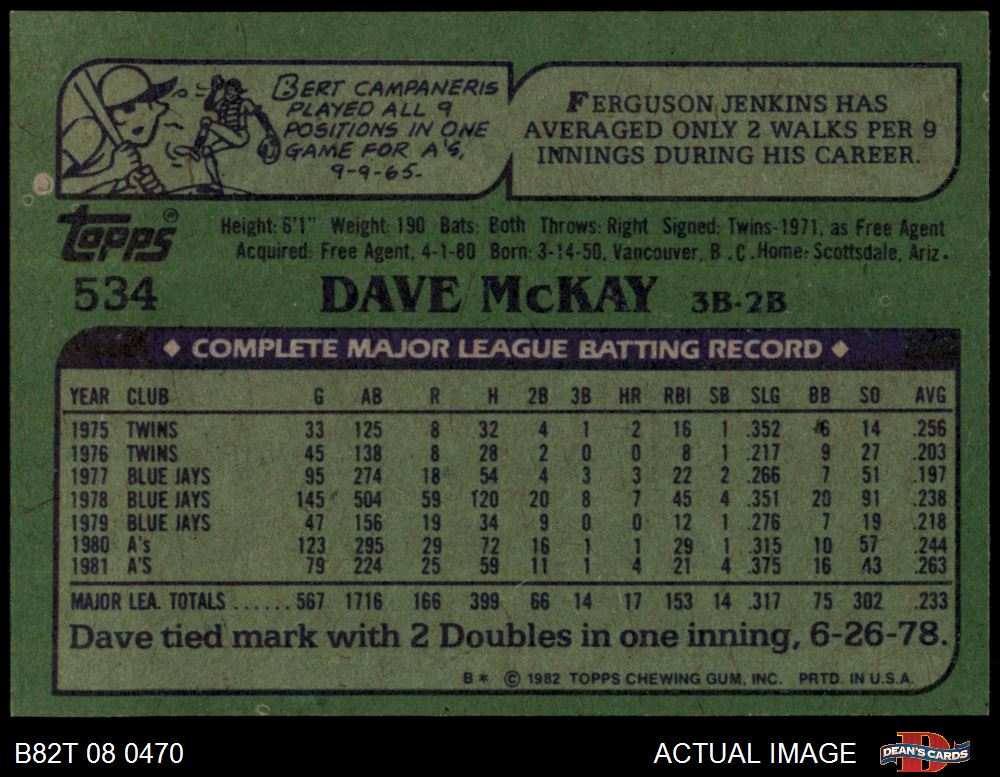 BERT CAMPANERIS
PLAYED ALL 9
POSITIONS IN ONE
GAME FOR A'S,
9-9-65.
FERGUSON JENKINS HAS
AVERAGED ONLY 2 WALKS PER 9
INNINGS DURING HIS CAREER.
Topps®
Height: 6'1" Weight: 190 Bats: Both Throws: Right Signed: Twins-1971, as Free Agent
Acquired: Free Agent, 4-1-80 Born: 3-14-50, Vancouver, B.C. Home: Scottsdale, Ariz.
534 DAVE McKAY 3B-2B
◆ COMPLETE MAJOR LEAGUE BATTING RECORD ◆
YEAR CLUB G AB R H 2B 3B HR RBI SB SLG BB SO AVG
1975 TWINS 33 125 8 32 4 1 2 16 1 .352 6 14 .256
1976 TWINS 45 138 8 28 2 0 0 8 1 .217 9 27 .203
1977 BLUE JAYS 95 274 18 54 4 3 3 22 2 .266 7 51 .197
1978 BLUE JAYS 145 504 59 120 20 8 7 45 4 .351 20 91 .238
1979 BLUE JAYS 47 156 19 34 9 0 0 12 1 .276 7 19 .218
1980 A's 123 295 29 72 16 1 1 29 1 .315 10 57 .244
1981 A'S 79 224 25 59 11 1 4 21 4 .375 16 43 .263
MAJOR LEA. TOTALS ...... 567 1716 166 399 66 14 17 153 14 .317 75 302 .233
Dave tied mark with 2 Doubles in one inning, 6-26-78.
B* © 1982 TOPPS CHEWING GUM, INC. PRTD. IN U.S.A.
B82T 08 0470 ACTUAL IMAGE DEAN'S CARDS